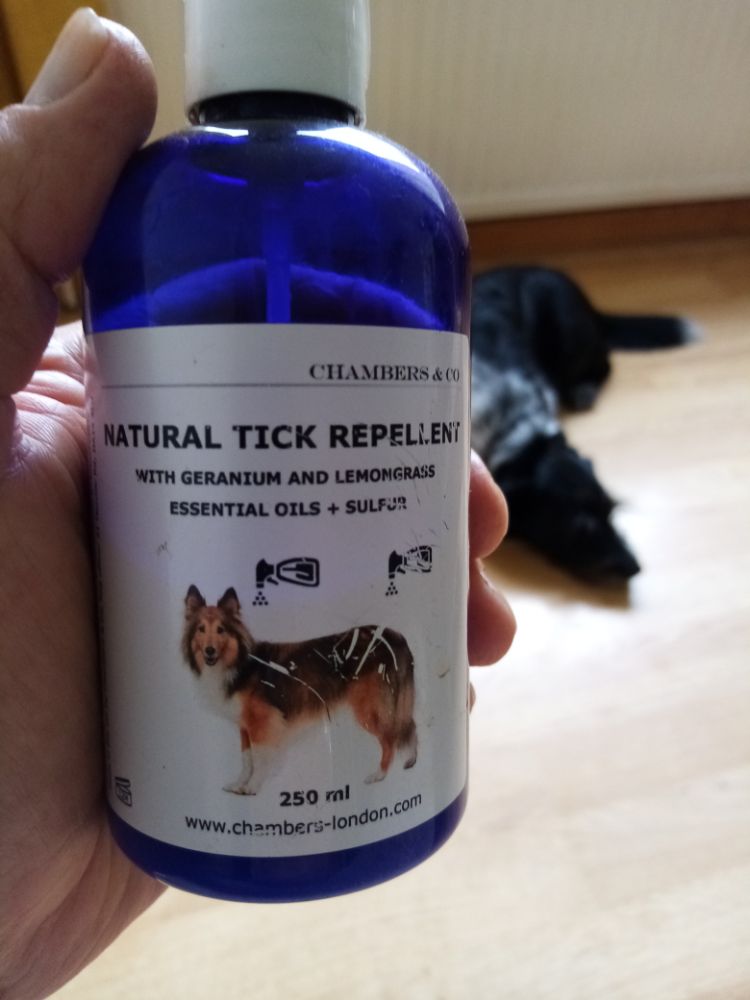 CHAMBERS & CO
NATURAL TICK REPELLENT
WITH GERANIUM AND LEMONGRASS
ESSENTIAL OILS + SULFUR
250 ml
www.chambers-london.com